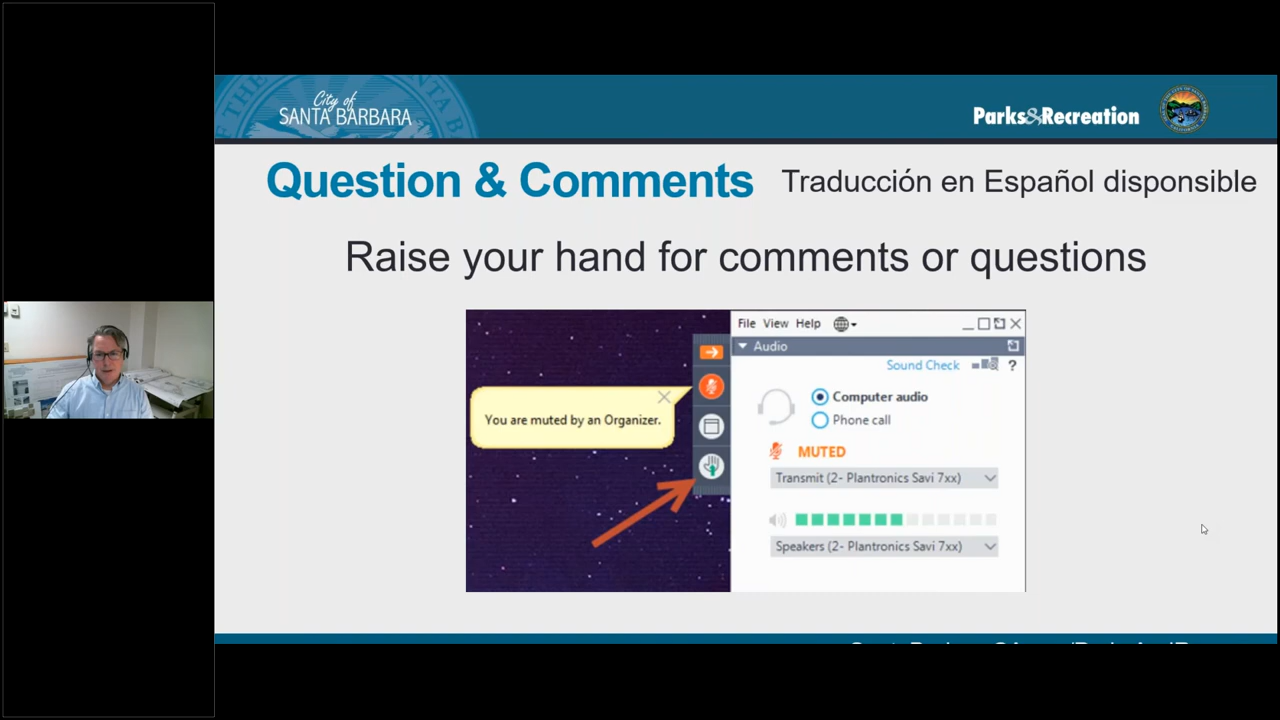 City of
SANTA BARBARA
Parks&Recreation
Question & Comments
Traducción en Español disponsible
Raise your hand for comments or questions
File View Help
Audio
Sound Check
?
You are muted by an Organizer.
Computer audio
Phone call
MUTED
Transmit (2- Plantronics Savi 7xx)
Speakers (2- Plantronics Savi 7xx)